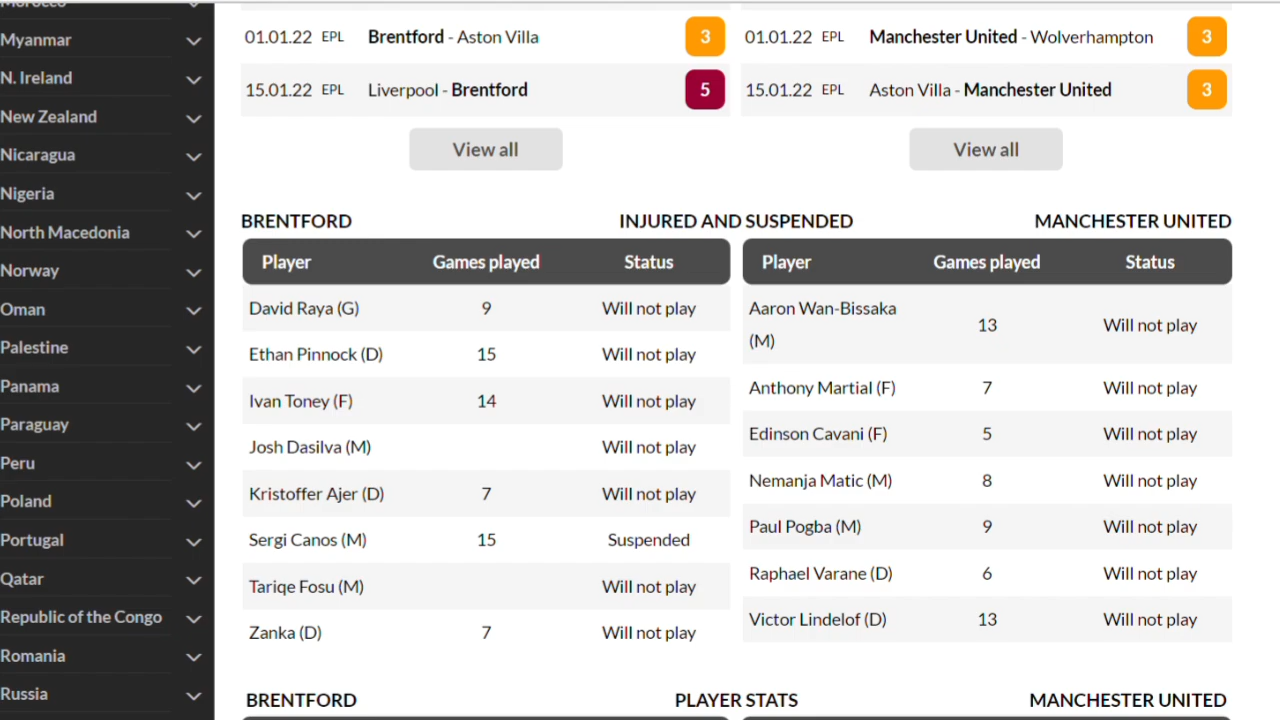 Morocco
Myanmar
N. Ireland
New Zealand
Nicaragua
Nigeria
North Macedonia
Norway
Oman
Palestine
Panama
Paraguay
Peru
Poland
Portugal
Qatar
Republic of the Congo
Romania
Russia
01.01.22 EPL Brentford - Aston Villa 3
15.01.22 EPL Liverpool - Brentford 5
View all
01.01.22 EPL Manchester United - Wolverhampton 3
15.01.22 EPL Aston Villa - Manchester United 3
View all
BRENTFORD INJURED AND SUSPENDED MANCHESTER UNITED
Player Games played Status
David Raya (G) 9 Will not play
Ethan Pinnock (D) 15 Will not play
Ivan Toney (F) 14 Will not play
Josh Dasilva (M) Will not play
Kristoffer Ajer (D) 7 Will not play
Sergi Canos (M) 15 Suspended
Tariqe Fosu (M) Will not play
Zanka (D) 7 Will not play
Player Games played Status
Aaron Wan-Bissaka
(M) 13 Will not play
Anthony Martial (F) 7 Will not play
Edinson Cavani (F) 5 Will not play
Nemanja Matic (M) 8 Will not play
Paul Pogba (M) 9 Will not play
Raphael Varane (D) 6 Will not play
Victor Lindelof (D) 13 Will not play
BRENTFORD PLAYER STATS MANCHESTER UNITED